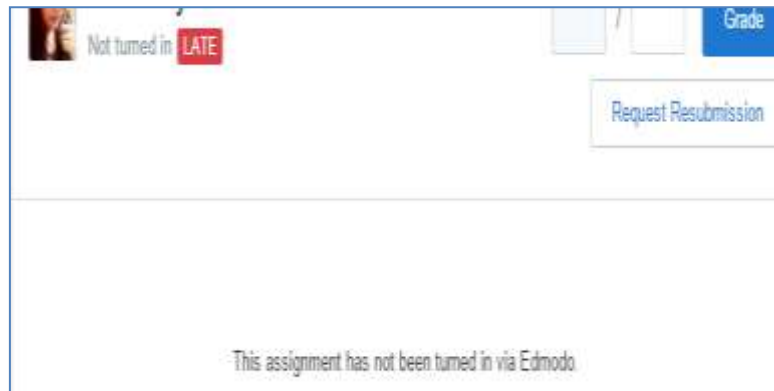 Not turned in LATE
/ Grade
Request Resubmission
This assignment has not been turned in via Edmodo.